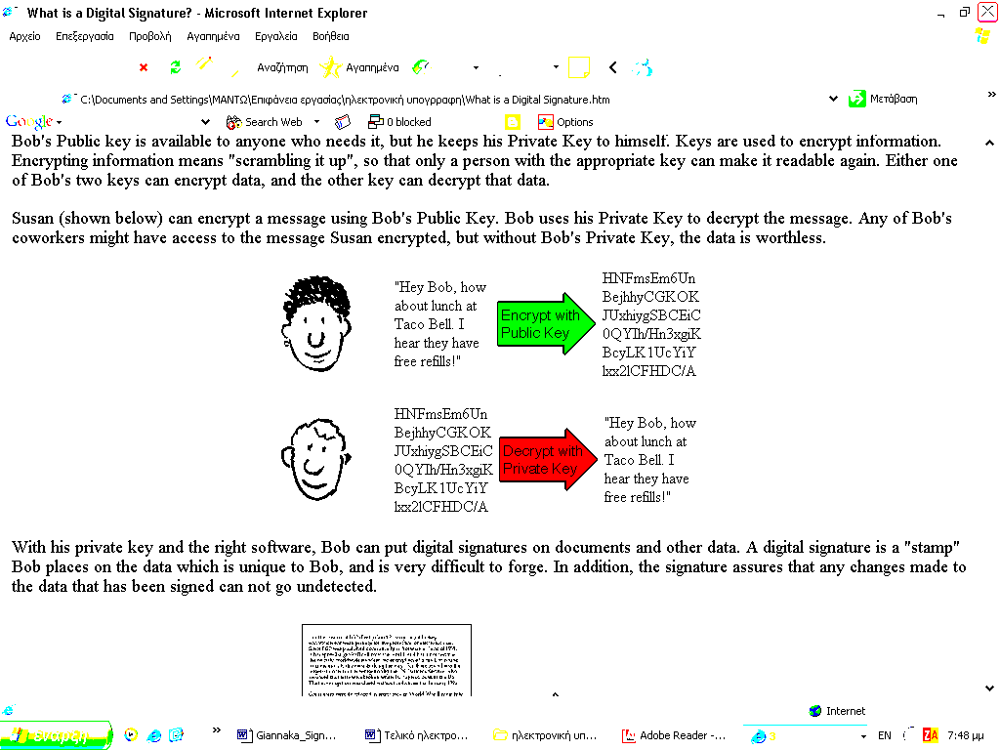 What is a Digital Signature? - Microsoft Internet Explorer
Αρχείο Επεξεργασία Προβολή Αγαπημένα Εργαλεία Βοήθεια
Αναζήτηση Αγαπημένα
C:\Documents and Settings\ΜΑΝΤΩ\Επιφάνεια εργασίας\ηλεκτρονική υπογραφη\What is a Digital Signature.htm Μετάβαση
Google Search Web 0 blocked Options
Bob's Public key is available to anyone who needs it, but he keeps his Private Key to himself. Keys are used to encrypt information.
Encrypting information means "scrambling it up", so that only a person with the appropriate key can make it readable again. Either one
of Bob's two keys can encrypt data, and the other key can decrypt that data.
Susan (shown below) can encrypt a message using Bob's Public Key. Bob uses his Private Key to decrypt the message. Any of Bob's
coworkers might have access to the message Susan encrypted, but without Bob's Private Key, the data is worthless.
"Hey Bob, how
about lunch at
Taco Bell. I
hear they have
free refills!"
Encrypt with
Public Key
HNFmsEm6Un
BejhhyCGKOK
JUxhiygSBCEiC
0QYIh/Hn3xgiK
BcyLK1UcYiY
lxx2lCFHDC/A
HNFmsEm6Un
BejhhyCGKOK
JUxhiygSBCEiC
0QYIh/Hn3xgiK
BcyLK1UcYiY
lxx2lCFHDC/A
Decrypt with
Private Key
"Hey Bob, how
about lunch at
Taco Bell. I
hear they have
free refills!"
With his private key and the right software, Bob can put digital signatures on documents and other data. A digital signature is a "stamp"
Bob places on the data which is unique to Bob, and is very difficult to forge. In addition, the signature assures that any changes made to
the data that has been signed can not go undetected.
Internet
έναρξη Giannaka_Sign... Τελικό ηλεκτρο... ηλεκτρονική υπ... Adobe Reader -... 3 EN ZA 7:48 μμ